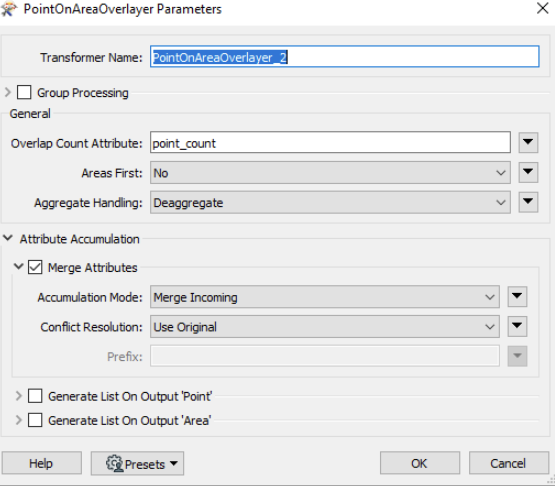 PointOnAreaOverlayer Parameters
Transformer Name: PointOnAreaOverlayer_2
Group Processing
General
Overlap Count Attribute: point_count
Areas First: No
Aggregate Handling: Deaggregate
Attribute Accumulation
Merge Attributes
Accumulation Mode: Merge Incoming
Conflict Resolution: Use Original
Prefix:
Generate List On Output 'Point'
Generate List On Output 'Area'
Help Presets OK Cancel